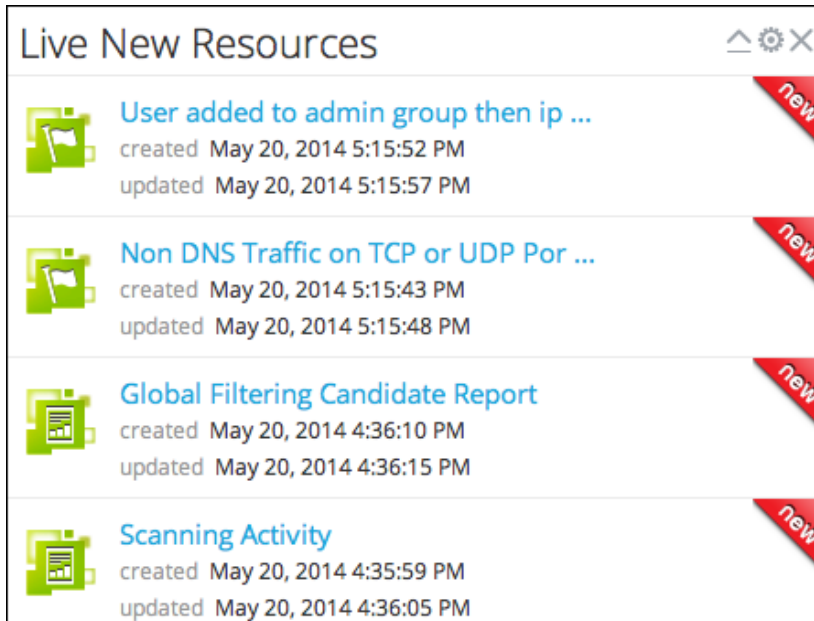 Live New Resources
new
User added to admin group then ip ...
created May 20, 2014 5:15:52 PM
updated May 20, 2014 5:15:57 PM
new
Non DNS Traffic on TCP or UDP Por ...
created May 20, 2014 5:15:43 PM
updated May 20, 2014 5:15:48 PM
new
Global Filtering Candidate Report
created May 20, 2014 4:36:10 PM
updated May 20, 2014 4:36:15 PM
new
Scanning Activity
created May 20, 2014 4:35:59 PM
updated May 20, 2014 4:36:05 PM